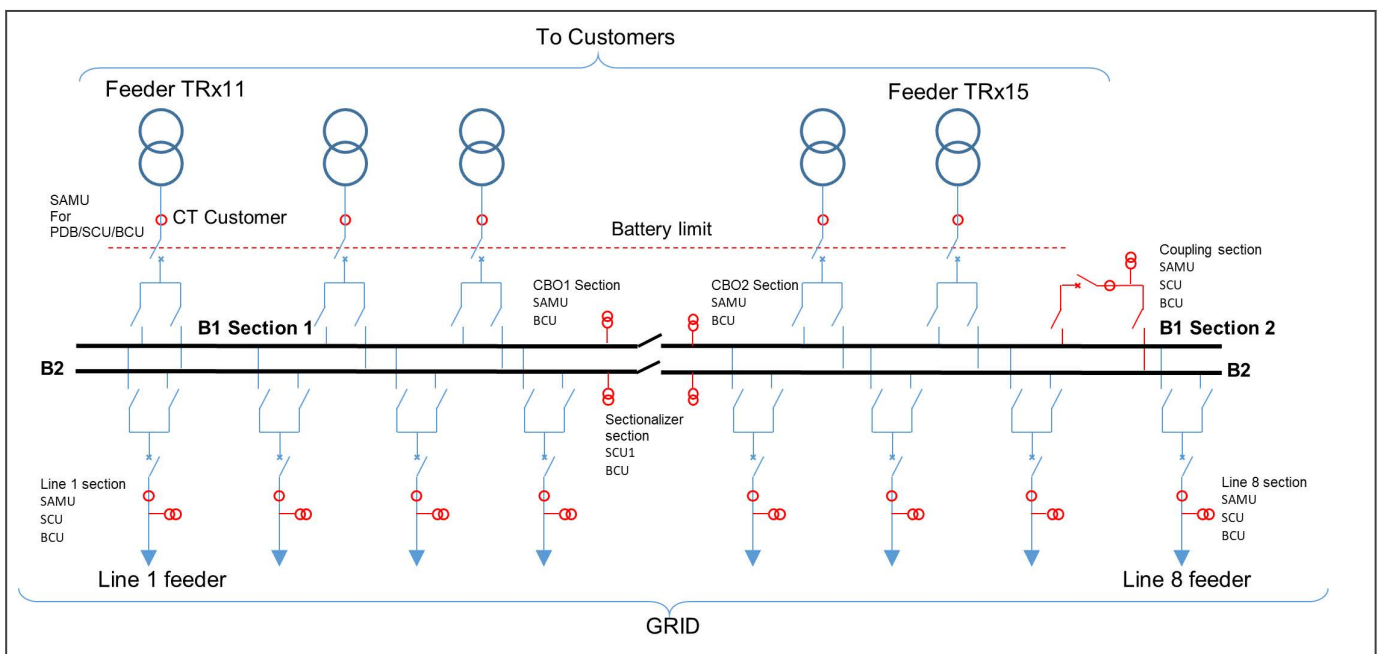 To Customers
Feeder TRx11
Feeder TRx15
SAMU
For
PDB/SCU/BCU
CT Customer
Battery limit
Coupling section
SAMU
SCU
BCU
CBO1 Section
SAMU
BCU
CBO2 Section
SAMU
BCU
B1 Section 1
B1 Section 2
B2
B2
Sectionalizer
section
SCU1
BCU
Line 1 section
SAMU
SCU
BCU
Line 8 section
SAMU
SCU
BCU
Line 1 feeder
Line 8 feeder
GRID